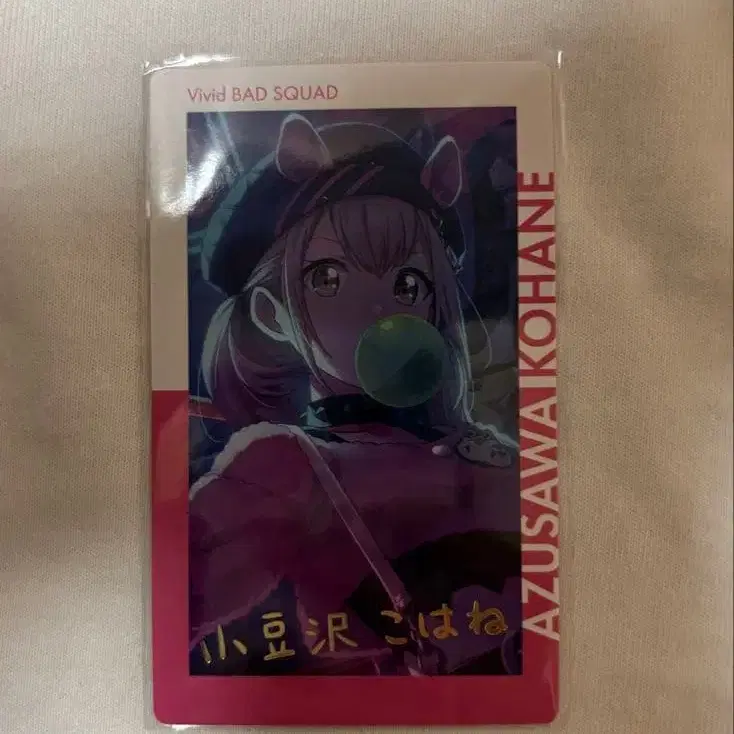 Vivid BAD SQUAD
AZUSAWA KOHANE
小豆沢 こはね